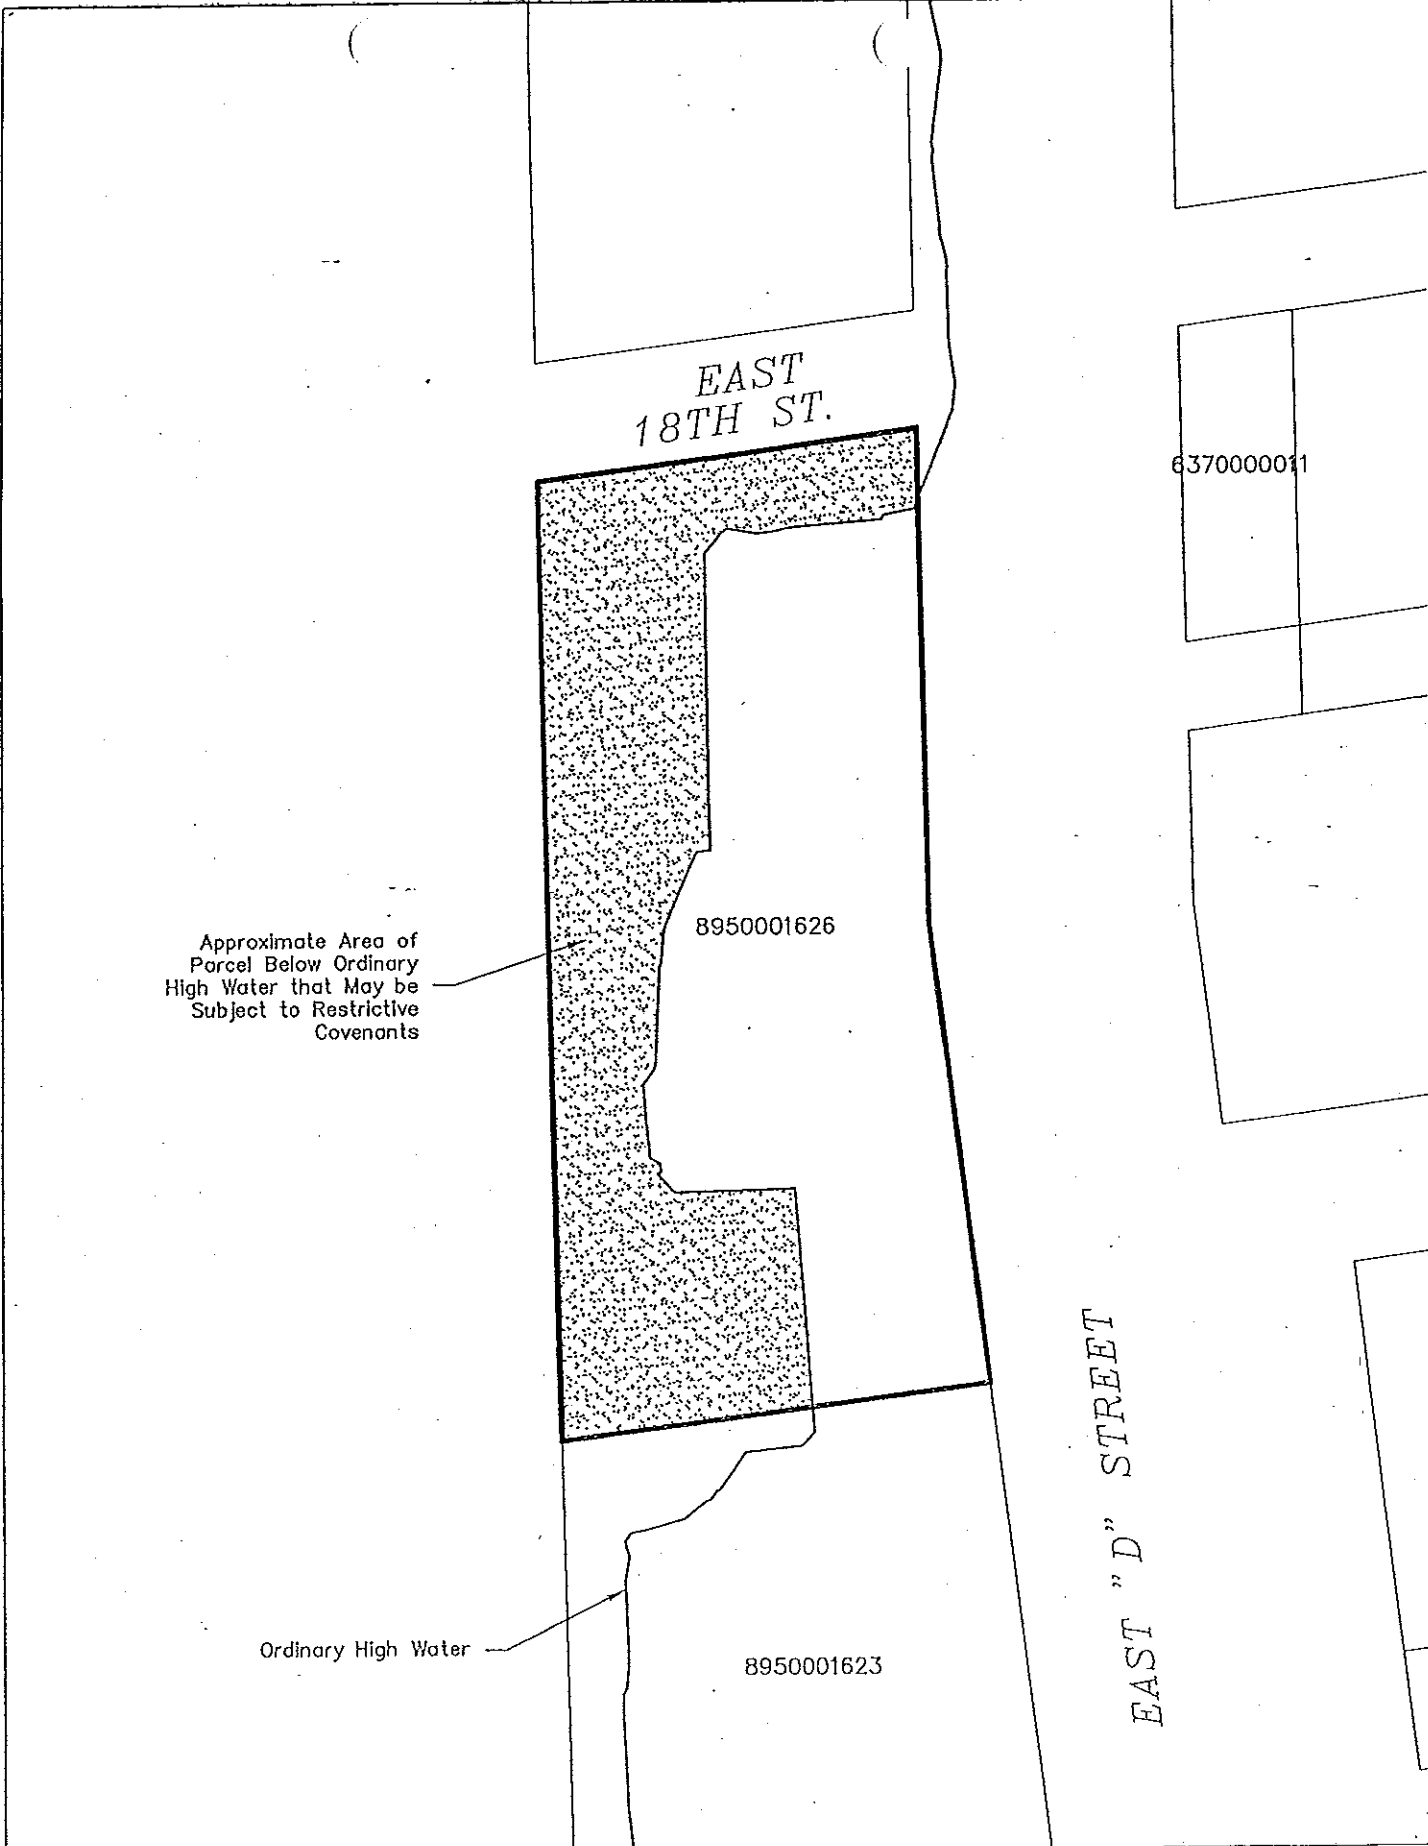 EAST
18TH ST.
6370000011
8950001626
Approximate Area of
Parcel Below Ordinary
High Water that May be
Subject to Restrictive
Covenants
EAST "D" STREET
Ordinary High Water
8950001623